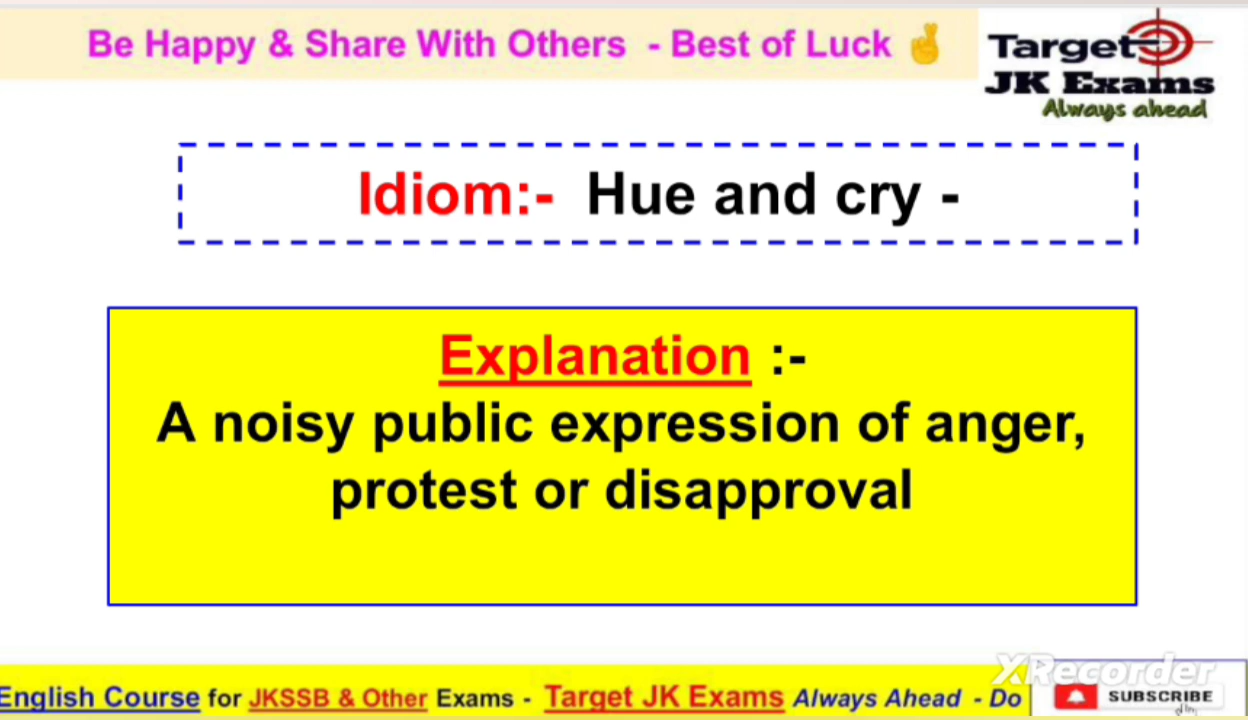 Be Happy & Share With Others - Best of Luck 🤞
Target
JK Exams
Always ahead
Idiom:- Hue and cry -
Explanation :-
A noisy public expression of anger,
protest or disapproval
XRecorder
English Course for JKSSB & Other Exams - Target JK Exams Always Ahead - Do
SUBSCRIBE